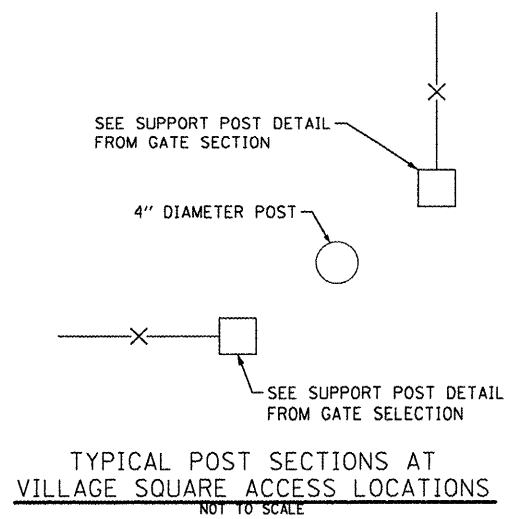 SEE SUPPORT POST DETAIL
FROM GATE SECTION
4" DIAMETER POST
SEE SUPPORT POST DETAIL
FROM GATE SELECTION
TYPICAL POST SECTIONS AT
VILLAGE SQUARE ACCESS LOCATIONS
NOT TO SCALE